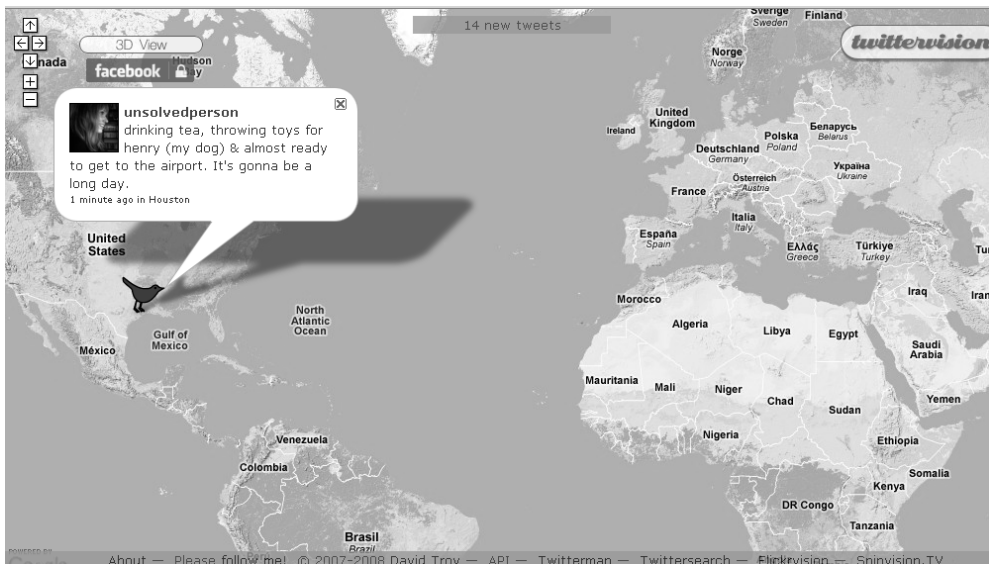 14 new tweets
Sverige
Sweden
Finland
3D View
twittervision
Norge
Norway
facebook
unsolvedperson
drinking tea, throwing toys for
henry (my dog) & almost ready
to get to the airport. It's gonna be a
long day.
1 minute ago in Houston
United
Kingdom
Ireland
Беларусь
Belarus
Polska
Poland
Deutschland
Germany
Україна
Ukraine
Österreich
Austria
France
Italia
Italy
España
Spain
Ελλάς
Greece
Türkiye
Turkey
United
States
Iraq
Iran
Morocco
North
Atlantic
Ocean
Gulf of
Mexico
México
Algeria
Libya
Egypt
Saudi
Arabia
Mauritania
Mali
Niger
Chad
Sudan
Yemen
Nigeria
Ethiopia
Venezuela
Colombia
Somalia
Kenya
DR Congo
Tanzania
Brasil
Brazil
POWERED BY
Google
About — Please follow me! © 2007-2008 David Troy — API — Twitterman — Twittersearch — Flickrvision — Spinvision.TV